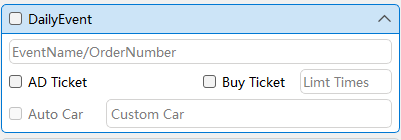 DailyEvent
EventName/OrderNumber
AD Ticket Buy Ticket Limt Times
Auto Car Custom Car